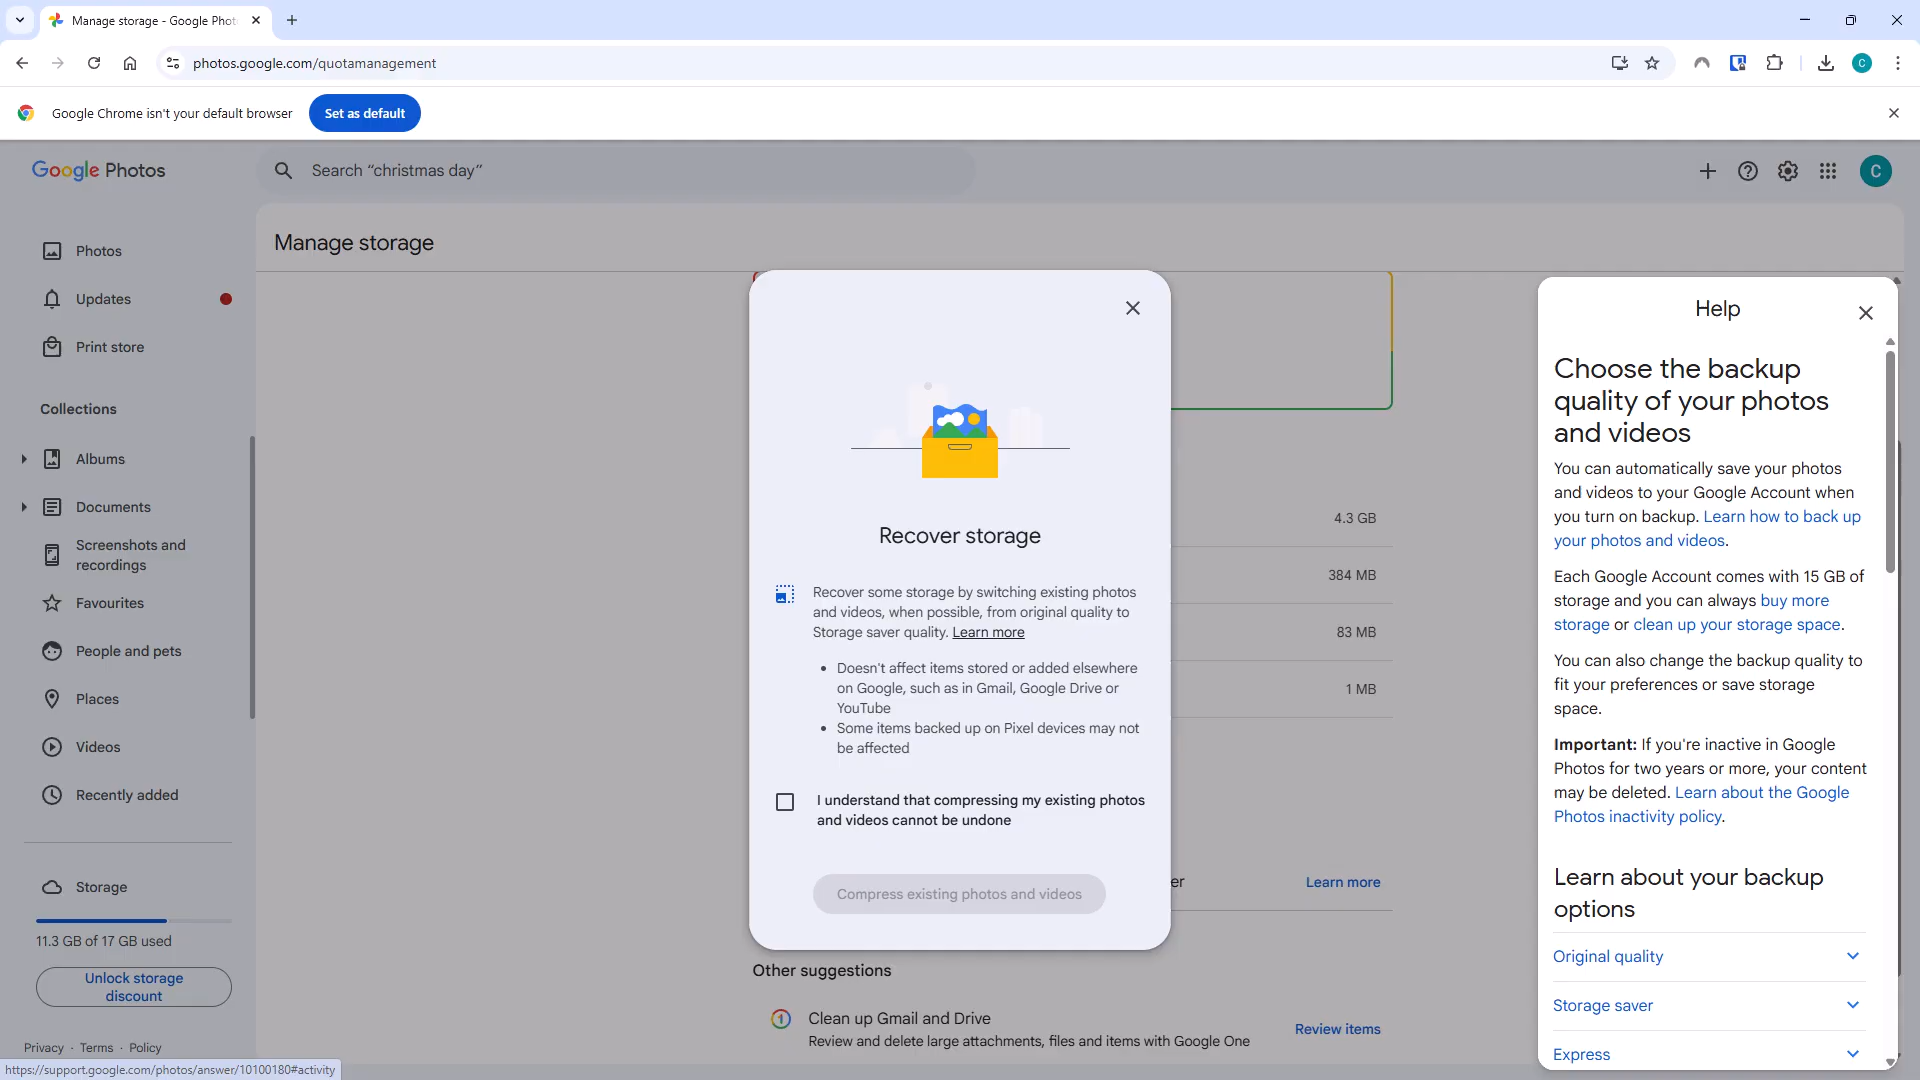 Manage storage - Google Phot
photos.google.com/quotamanagement
Google Chrome isn't your default browser
Set as default
C
Google Photos
Search “christmas day”
C
Photos
Updates
Print store
Collections
Albums
Documents
Screenshots and
recordings
Favourites
People and pets
Places
Videos
Recently added
Storage
11.3 GB of 17 GB used
Unlock storage
discount
Privacy · Terms · Policy
https://support.google.com/photos/answer/10100180#activity
Manage storage
4.3 GB
384 MB
83 MB
1 MB
er
Learn more
Other suggestions
Clean up Gmail and Drive
Review and delete large attachments, files and items with Google One
Review items
Recover storage
Recover some storage by switching existing photos
and videos, when possible, from original quality to
Storage saver quality. Learn more
• Doesn't affect items stored or added elsewhere
on Google, such as in Gmail, Google Drive or
YouTube
• Some items backed up on Pixel devices may not
be affected
I understand that compressing my existing photos
and videos cannot be undone
Compress existing photos and videos
Help
Choose the backup
quality of your photos
and videos
You can automatically save your photos
and videos to your Google Account when
you turn on backup. Learn how to back up
your photos and videos.
Each Google Account comes with 15 GB of
storage and you can always buy more
storage or clean up your storage space.
You can also change the backup quality to
fit your preferences or save storage
space.
Important: If you're inactive in Google
Photos for two years or more, your content
may be deleted. Learn about the Google
Photos inactivity policy.
Learn about your backup
options
Original quality
Storage saver
Express